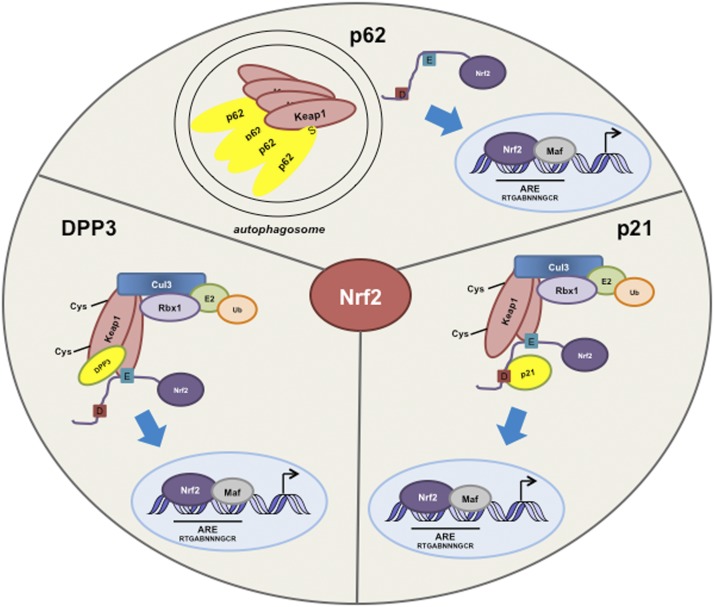 p62
E
D
Nrf2
Keap1
p62
p62
p62
p62
S
Nrf2
Maf
ARE
RTGABNNNGCR
autophagosome
DPP3
p21
Nrf2
Cul3
Rbx1
E2
Ub
Cys
Keap1
Cys
DPP3
E
D
Nrf2
Nrf2
Maf
ARE
RTGABNNNGCR
Cul3
Rbx1
E2
Ub
Cys
Keap1
Cys
E
D
p21
Nrf2
Nrf2
Maf
ARE
RTGABNNNGCR